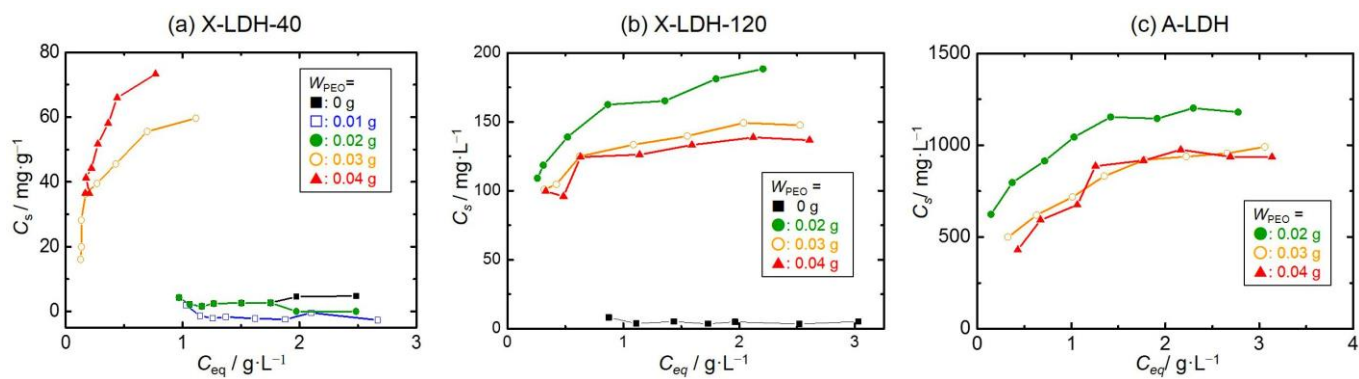 (a) X-LDH-40
80
60
40
20
0
0
1
2
3
C_s / mg·g⁻¹
C_eq / g·L⁻¹
W_PEO =
■: 0 g
□: 0.01 g
●: 0.02 g
○: 0.03 g
▲: 0.04 g
(b) X-LDH-120
200
150
100
50
0
0
1
2
3
C_s / mg·L⁻¹
C_eq / g·L⁻¹
W_PEO =
■ 0 g
●: 0.02 g
○: 0.03 g
▲: 0.04 g
(c) A-LDH
1500
1000
500
0
0
1
2
3
4
C_s/ mg·L⁻¹
C_eq / g·L⁻¹
W_PEO =
●: 0.02 g
○: 0.03 g
▲: 0.04 g